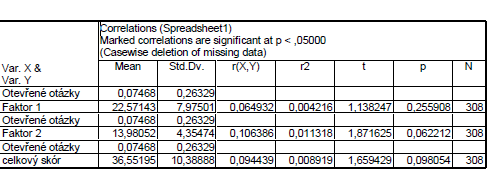 Correlations (Spreadsheet1)
Marked correlations are significant at p < ,05000
(Casewise deletion of missing data)
Var. X & Mean Std.Dv. r(X,Y) r2 t p N
Var. Y
Otevřené otázky 0,07468 0,26329
Faktor 1 22,57143 7,97501 0,064932 0,004216 1,138247 0,255908 308
Otevřené otázky 0,07468 0,26329
Faktor 2 13,98052 4,35474 0,106386 0,011318 1,871625 0,062212 308
Otevřené otázky 0,07468 0,26329
celkový skór 36,55195 10,38888 0,094439 0,008919 1,659429 0,098054 308